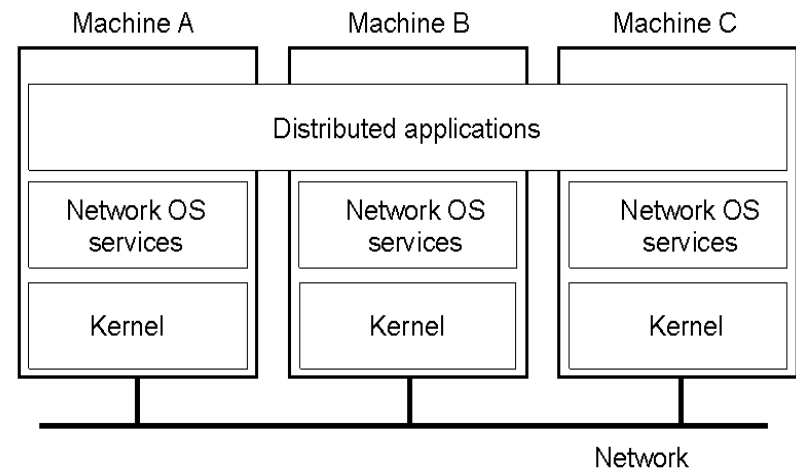 Machine A
Machine B
Machine C
Distributed applications
Network OS
services
Network OS
services
Network OS
services
Kernel
Kernel
Kernel
Network